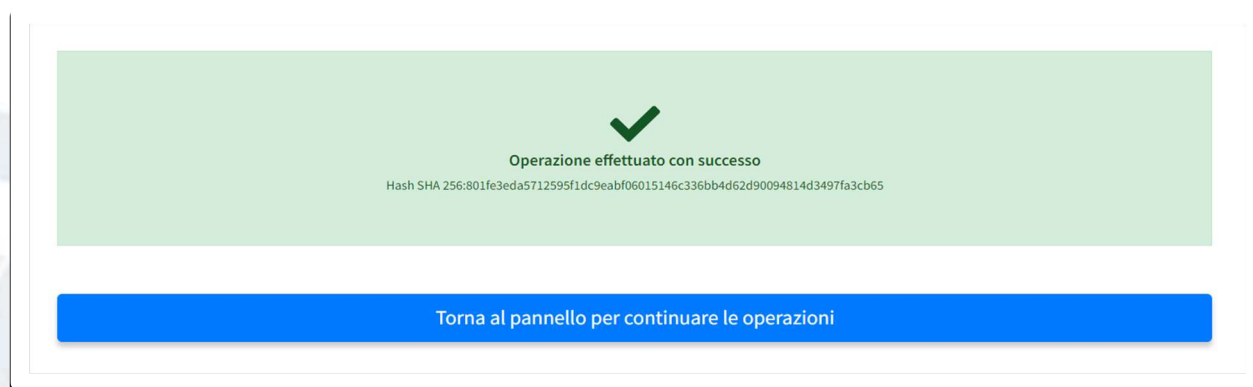 Operazione effettuato con successo
Hash SHA 256:801fe3eda5712595f1dc9eabf06015146c336bb4d62d90094814d3497fa3cb65
Torna al pannello per continuare le operazioni